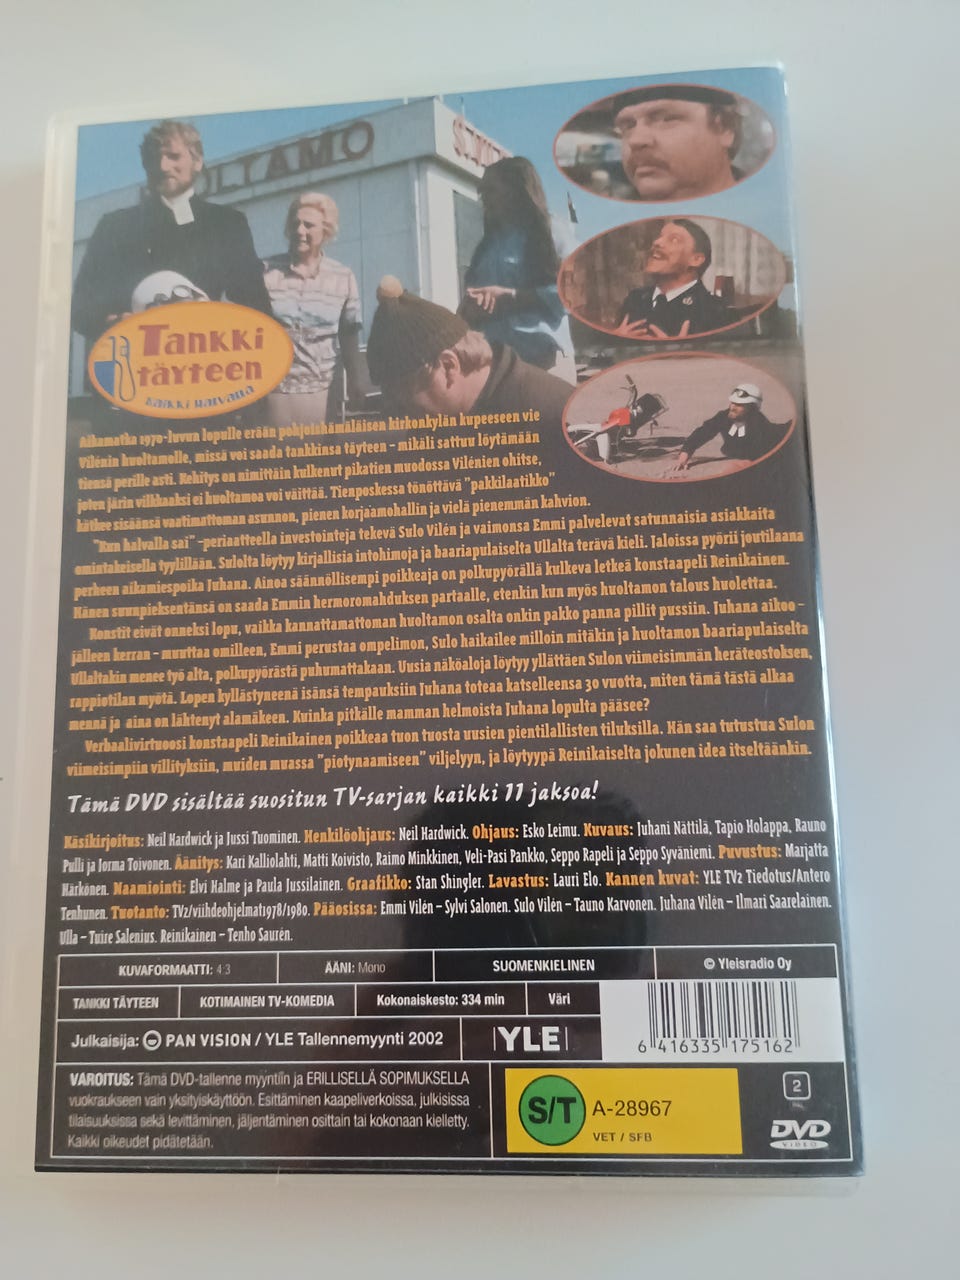 OLTAMO
Tankki
täyteen
kaikki halvalla
Aikamatka 1970-luvun lopulle erään pohjoishämäläisen kirkonkylän kupeeseen vie
Vilénin huoltamolle, missä voi saada tankkinsa täyteen – mikäli sattuu löytämään
tiensä perille asti. Kehitys on nimittäin kulkenut pikatien muodossa Vilénien ohitse,
joten järin vilkkaaksi ei huoltamoa voi väittää. Tienposkessa tönöttävä "pakkilaatikko"
kätkee sisäänsä vaatimattoman asunnon, pienen korjaamohallin ja vielä pienemmän kahvion.
"Kun halvalla sai" –periaatteella investointeja tekevä Sulo Vilén ja vaimonsa Emmi palvelevat satunnaisia asiakkaita
omintakeisella tyylillään. Sulolta löytyy kirjallisia intohimoja ja baariapulaiselta Ullalta terävä kieli. Jaloissa pyörii joutilaana
perheen aikamiespoika Juhana. Ainoa säännöllisempi poikkeaja on polkupyörällä kulkeva letkeä konstaapeli Reinikainen.
Hänen suunpieksentänsä on saada Emmin hermoromahduksen partaalle, etenkin kun myös huoltamon talous huolettaa.
Konstit eivät onneksi lopu, vaikka kannattamattoman huoltamon osalta onkin pakko panna pillit pussiin. Juhana aikoo –
jälleen kerran – muuttaa omilleen, Emmi perustaa ompelimon, Sulo haikailee milloin mitäkin ja huoltamon baariapulaiselta
Ullaltakin menee työ alta, polkupyörästä puhumattakaan. Uusia näköaloja löytyy yllättäen Sulon viimeisimmän heräteostoksen,
rappiotilan myötä. Lopen kyllästyneenä isänsä tempauksiin Juhana toteaa katselleensa 30 vuotta, miten tämä tästä alkaa
mennä ja aina on lähtenyt alamäkeen. Kuinka pitkälle mamman helmoista Juhana lopulta pääsee?
Verbaalivirtuoosi konstaapeli Reinikainen poikkeaa tuon tuosta uusien pientilallisten tiluksilla. Hän saa tutustua Sulon
viimeisimpiin villityksiin, muiden muassa "piotynaamiseen" viljelyyn, ja löytyypä Reinikaiselta jokunen idea itseltäänkin.
Tämä DVD sisältää suositun TV-sarjan kaikki 11 jaksoa!
Käsikirjoitus: Neil Hardwick ja Jussi Tuominen. Henkilöohjaus: Neil Hardwick. Ohjaus: Esko Leimu. Kuvaus: Juhani Nättilä, Tapio Holappa, Rauno
Pulli ja Jorma Toivonen. Äänitys: Kari Kalliolahti, Matti Koivisto, Raimo Minkkinen, Veli-Pasi Pankko, Seppo Rapeli ja Seppo Syväniemi. Puvustus: Marjatta
Härkönen. Naamiointi: Elvi Halme ja Paula Jussilainen. Graafikko: Stan Shingler. Lavastus: Lauri Elo. Kannen kuvat: YLE TV2 Tiedotus/Antero
Tenhunen. Tuotanto: TV2/viihdeohjelmat1978/1980. Pääosissa: Emmi Vilén – Sylvi Salonen. Sulo Vilén – Tauno Karvonen. Juhana Vilén – Ilmari Saarelainen.
Ulla – Tuire Salenius. Reinikainen – Tenho Saurén.
KUVAFORMAATTI: 4:3 ÄÄNI: Mono SUOMENKIELINEN © Yleisradio Oy
TANKKI TÄYTEEN KOTIMAINEN TV-KOMEDIA Kokonaiskesto: 334 min Väri
Julkaisija: PAN VISION / YLE Tallennemyynti 2002 YLE
6 416335 175162
VAROITUS: Tämä DVD-tallenne myyntiin ja ERILLISELLÄ SOPIMUKSELLA
vuokraukseen vain yksityiskäyttöön. Esittäminen kaapeliverkoissa, julkisissa
tilaisuuksissa sekä levittäminen, jäljentäminen osittain tai kokonaan kielletty.
Kaikki oikeudet pidätetään.
S/T A-28967
VET / SFB
2
PAL
DVD
VIDEO